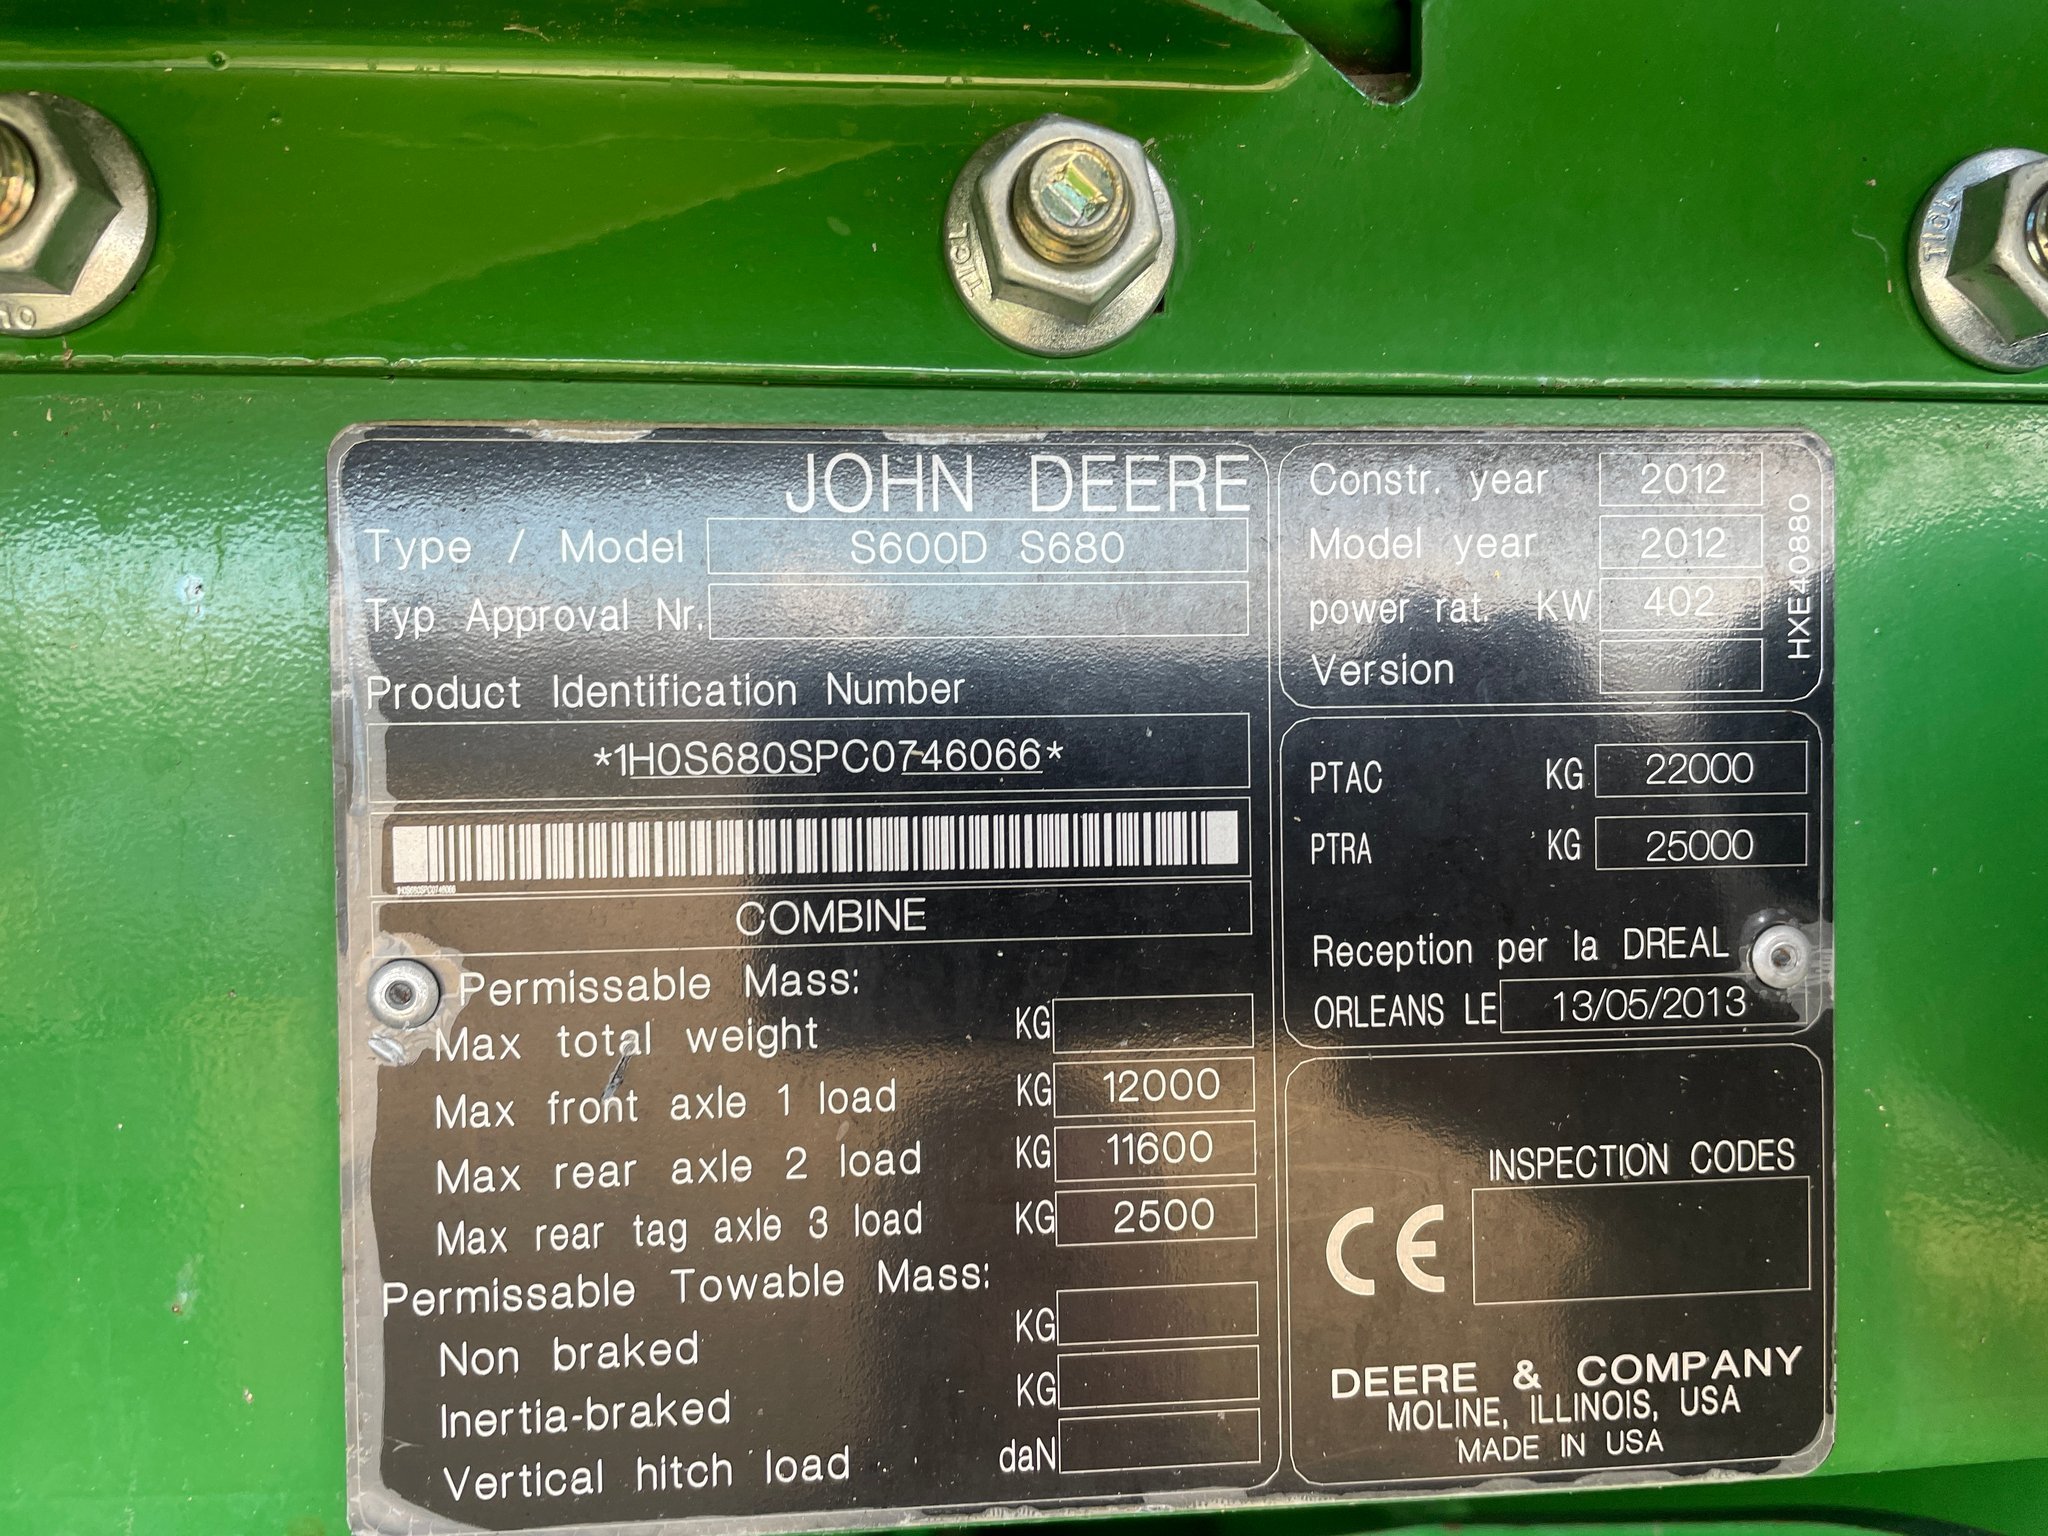 JOHN DEERE
Type / Model S600D S680
Typ Approval Nr.
Product Identification Number
*1H0S680SPC0746066*
1H0S680SPC0746066
COMBINE
Permissable Mass:
Max total weight KG
Max front axle 1 load KG 12000
Max rear axle 2 load KG 11600
Max rear tag axle 3 load KG 2500
Permissable Towable Mass:
Non braked KG
Inertia-braked KG
Vertical hitch load daN
Constr. year 2012
Model year 2012
power rat. KW 402
Version
HXE40880
PTAC KG 22000
PTRA KG 25000
Reception per la DREAL
ORLEANS LE 13/05/2013
INSPECTION CODES
CE
DEERE & COMPANY
MOLINE, ILLINOIS, USA
MADE IN USA